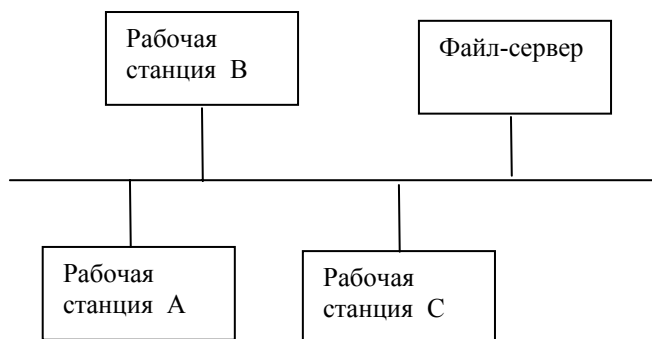 Рабочая
станция В
Файл-сервер
Рабочая
станция А
Рабочая
станция С